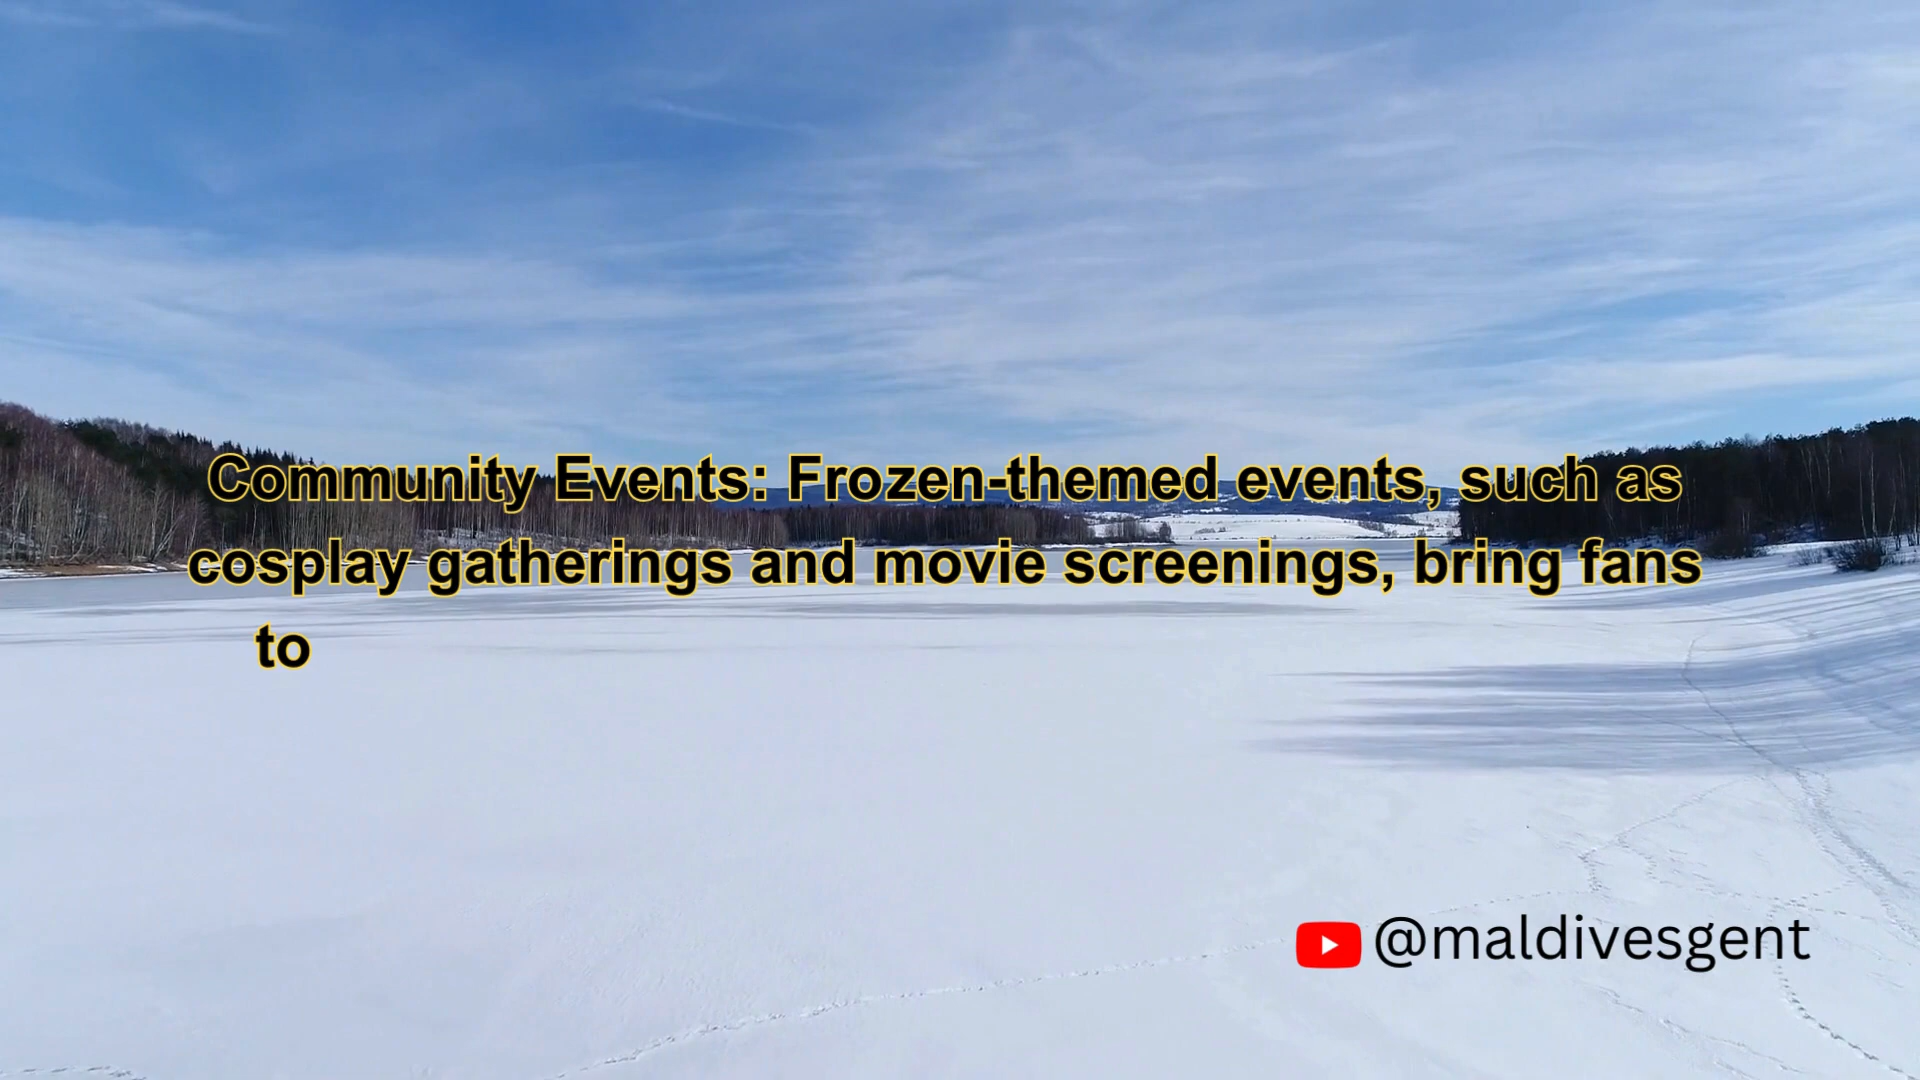 Community Events: Frozen-themed events, such as
cosplay gatherings and movie screenings, bring fans
to
@maldivesgent